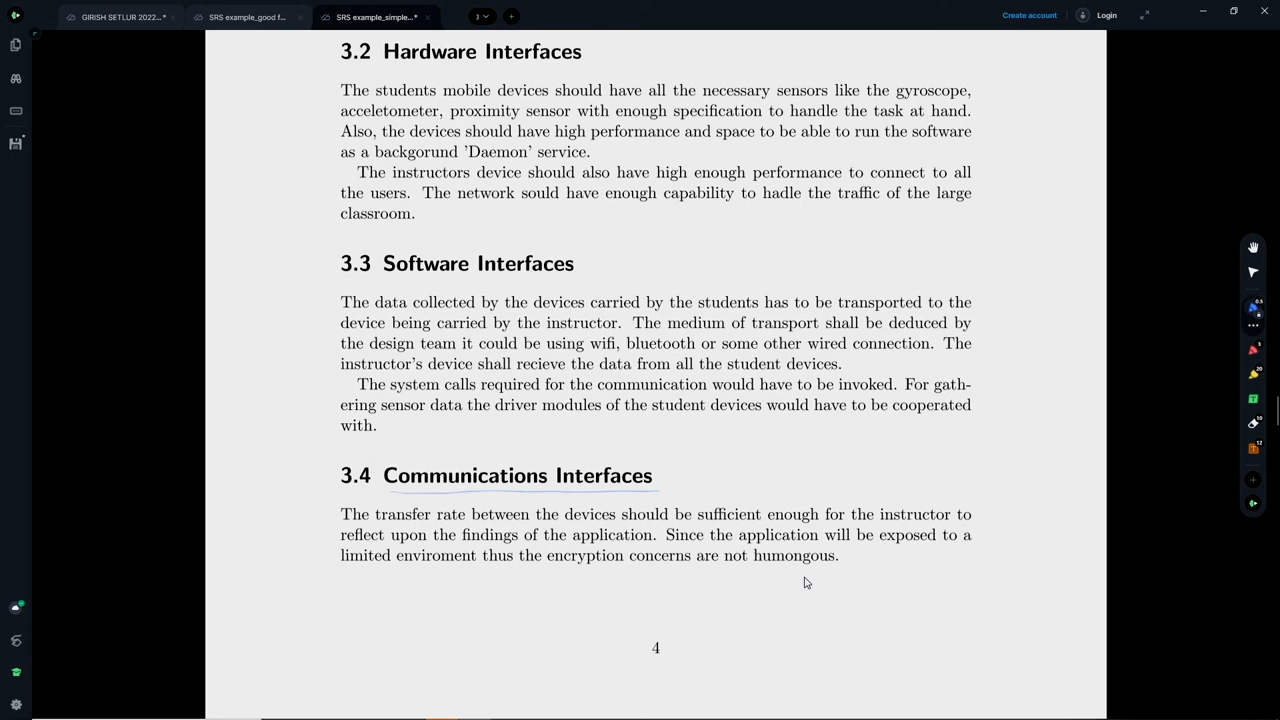 GIRISH SETLUR 2022...*
SRS example_good f...
SRS example_simple...*
3
Create account
Login
3.2 Hardware Interfaces
The students mobile devices should have all the necessary sensors like the gyroscope,
acceletometer, proximity sensor with enough specification to handle the task at hand.
Also, the devices should have high performance and space to be able to run the software
as a backgorund 'Daemon' service.
The instructors device should also have high enough performance to connect to all
the users. The network sould have enough capability to hadle the traffic of the large
classroom.
3.3 Software Interfaces
The data collected by the devices carried by the students has to be transported to the
device being carried by the instructor. The medium of transport shall be deduced by
the design team it could be using wifi, bluetooth or some other wired connection. The
instructor's device shall recieve the data from all the student devices.
The system calls required for the communication would have to be invoked. For gath-
ering sensor data the driver modules of the student devices would have to be cooperated
with.
3.4 Communications Interfaces
The transfer rate between the devices should be sufficient enough for the instructor to
reflect upon the findings of the application. Since the application will be exposed to a
limited enviroment thus the encryption concerns are not humongous.
4
0.5
3
20
10
12